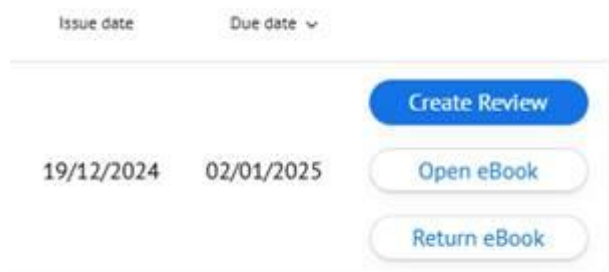 Issue date Due date
Create Review
19/12/2024 02/01/2025 Open eBook
Return eBook